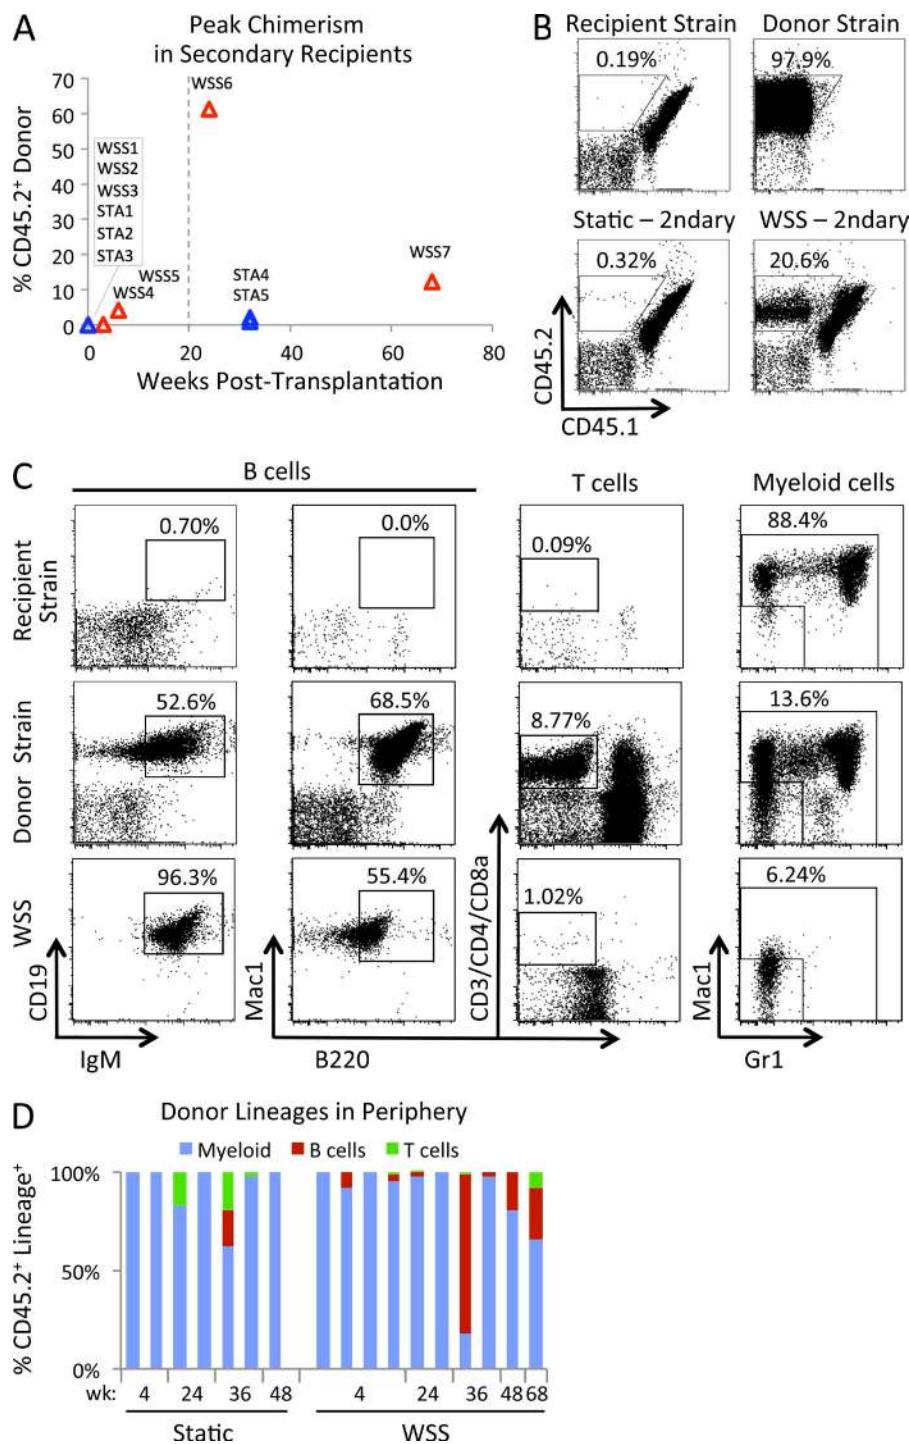 A
Peak Chimerism
in Secondary Recipients
% CD45.2+ Donor
70
60
50
40
30
20
10
0
WSS6
WSS1
WSS2
WSS3
STA1
STA2
STA3
WSS5
WSS4
STA4
STA5
WSS7
0 20 40 60 80
Weeks Post-Transplantation
B
Recipient Strain
Donor Strain
0.19%
97.9%
Static – 2ndary
WSS – 2ndary
0.32%
20.6%
CD45.2
CD45.1
C
B cells
T cells
Myeloid cells
Recipient
Strain
0.70%
0.0%
0.09%
88.4%
Donor Strain
52.6%
68.5%
8.77%
13.6%
WSS
96.3%
55.4%
1.02%
6.24%
CD19
IgM
Mac1
B220
CD3/CD4/CD8a
Mac1
Gr1
D
Donor Lineages in Periphery
Myeloid B cells T cells
% CD45.2+ Lineage+
100%
50%
0%
wk: 4 24 36 48 4 24 36 48 68
Static WSS